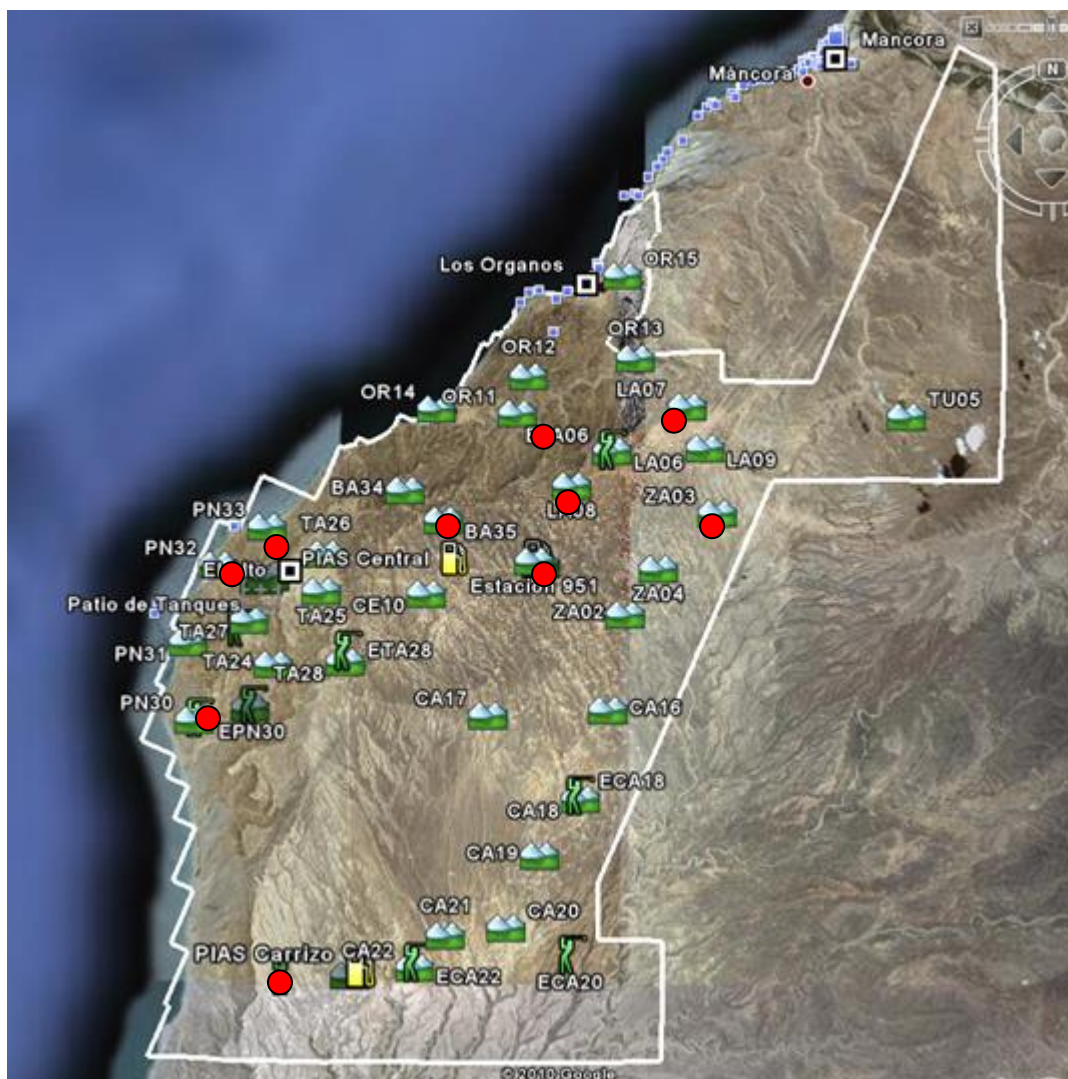 Mancora
Máncora
N
Los Organos
OR15
OR13
OR12
LA07
OR14
OR11
TU05
LA06
LA09
BA34
LA08
ZA03
PN33
TA26
BA35
PN32
PIAS Central
Estacion 951
ZA04
Patio de Tanques
TA25
CE10
ZA02
TA27
PN31
TA24
TA28
ETA28
PN30
EPN30
CA17
CA16
ECA18
CA18
CA19
CA21
CA20
PIAS Carrizo
CA22
ECA22
ECA20
© 2010 Google